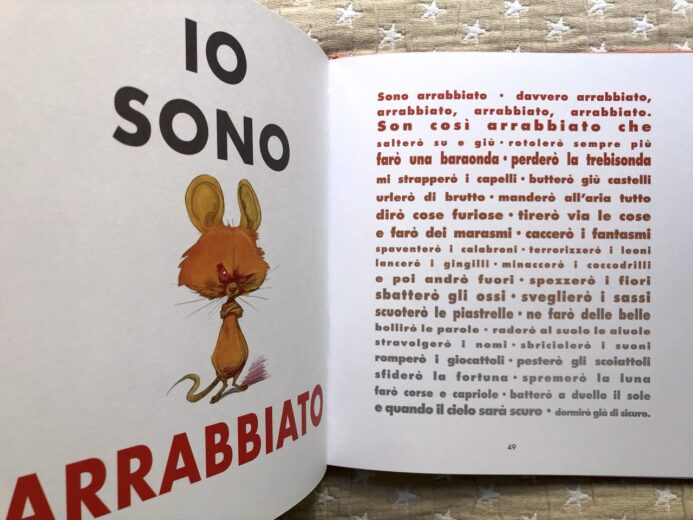 IO
SONO
ARRABBIATO
Sono arrabbiato · davvero arrabbiato,
arrabbiato, arrabbiato, arrabbiato.
Son così arrabbiato che
salterò su e giù · rotolerò sempre più
farò una baraonda · perderò la trebisonda
mi strapperò i capelli · butterò giù castelli
urlerò di brutto · manderò all'aria tutto
dirò cose furiose · tirerò via le cose
e farò dei marasmi · caccerò i fantasmi
spaventerò i calabroni · terrorizzerò i leoni
lancerò i gingilli · minaccerò i coccodrilli
e poi andrò fuori · spezzerò i fiori
sbatterò gli ossi · sveglierò i sassi
scuoterò le piastrelle · ne farò delle belle
bollirò le parole · raderò al suolo le aiuole
stravolgerò i nomi · sbriciolerò i suoni
romperò i giocattoli · pesterò gli scoiattoli
sfiderò la fortuna · spremerò la luna
farò corse e capriole · batterò a duello il sole
e quando il cielo sarà scuro · dormirò già di sicuro.
49